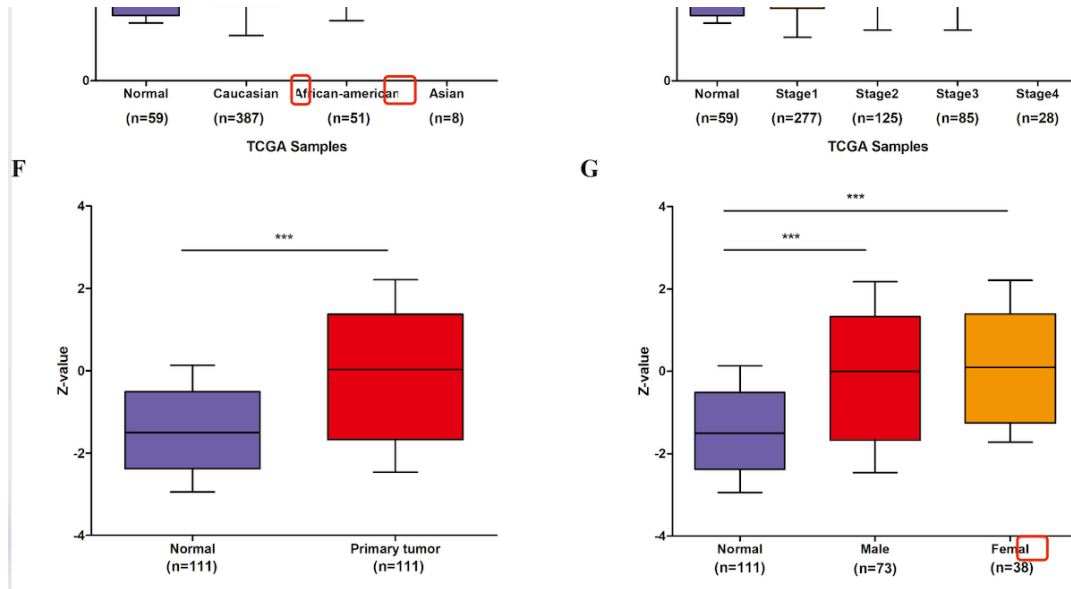 0
Normal Caucasian African-american Asian
(n=59) (n=387) (n=51) (n=8)
TCGA Samples
0
Normal Stage1 Stage2 Stage3 Stage4
(n=59) (n=277) (n=125) (n=85) (n=28)
TCGA Samples
F
4
***
2
0
-2
-4
Z-value
Normal Primary tumor
(n=111) (n=111)
G
4
***
***
2
0
-2
-4
Z-value
Normal Male Femal
(n=111) (n=73) (n=38)